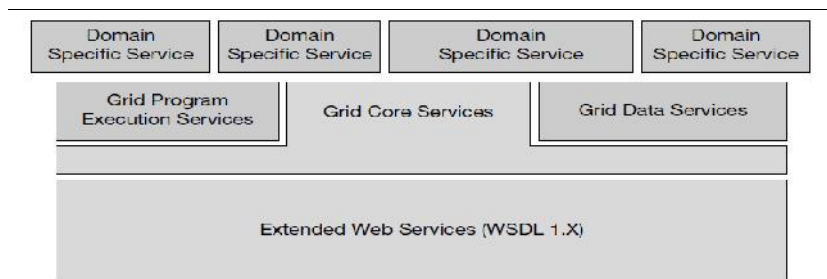 Domain
Specific Service
Domain
Specific Service
Domain
Specific Service
Domain
Specific Service
Grid Program
Execution Services
Grid Core Services
Grid Data Services
Extended Web Services (WSDL 1.X)